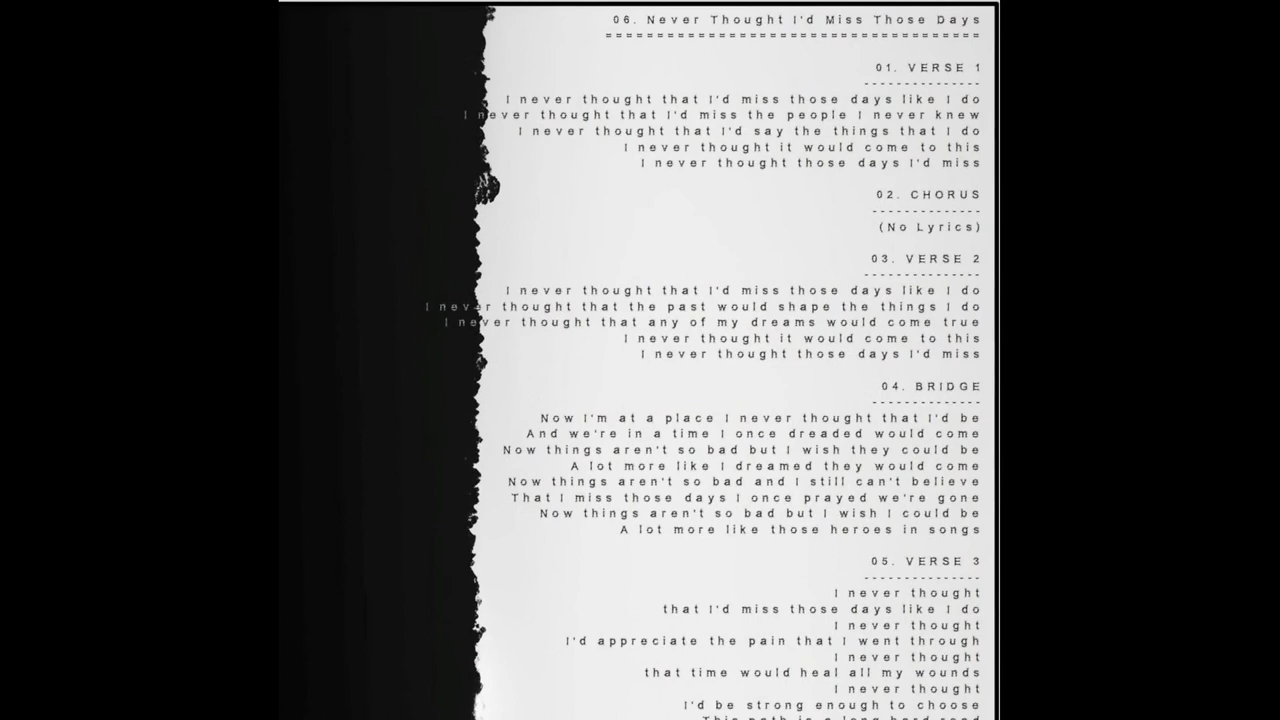 06. Never Thought I'd Miss Those Days
====================================
01. VERSE 1
---------------
I never thought that I'd miss those days like I do
I never thought that I'd miss the people I never knew
I never thought that I'd say the things that I do
I never thought it would come to this
I never thought those days I'd miss
02. CHORUS
--------------
(No Lyrics)
03. VERSE 2
---------------
I never thought that I'd miss those days like I do
I never thought that the past would shape the things I do
I never thought that any of my dreams would come true
I never thought it would come to this
I never thought those days I'd miss
04. BRIDGE
--------------
Now I'm at a place I never thought that I'd be
And we're in a time I once dreaded would come
Now things aren't so bad but I wish they could be
A lot more like I dreamed they would come
Now things aren't so bad and I still can't believe
That I miss those days I once prayed we're gone
Now things aren't so bad but I wish I could be
A lot more like those heroes in songs
05. VERSE 3
---------------
I never thought
that I'd miss those days like I do
I never thought
I'd appreciate the pain that I went through
I never thought
that time would heal all my wounds
I never thought
I'd be strong enough to choose
This path is a long hard road